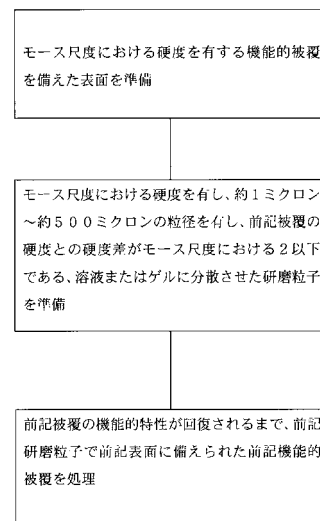 モース尺度における硬度を有する機能的被覆
を備えた表面を準備
モース尺度における硬度を有し、約１ミクロン
～約５００ミクロンの粒径を有し、前記被覆の
硬度との硬度差がモース尺度における２以下
である、溶液またはゲルに分散させた研磨粒子
を準備
前記被覆の機能的特性が回復されるまで、前記
研磨粒子で前記表面に備えられた前記機能的
被覆を処理